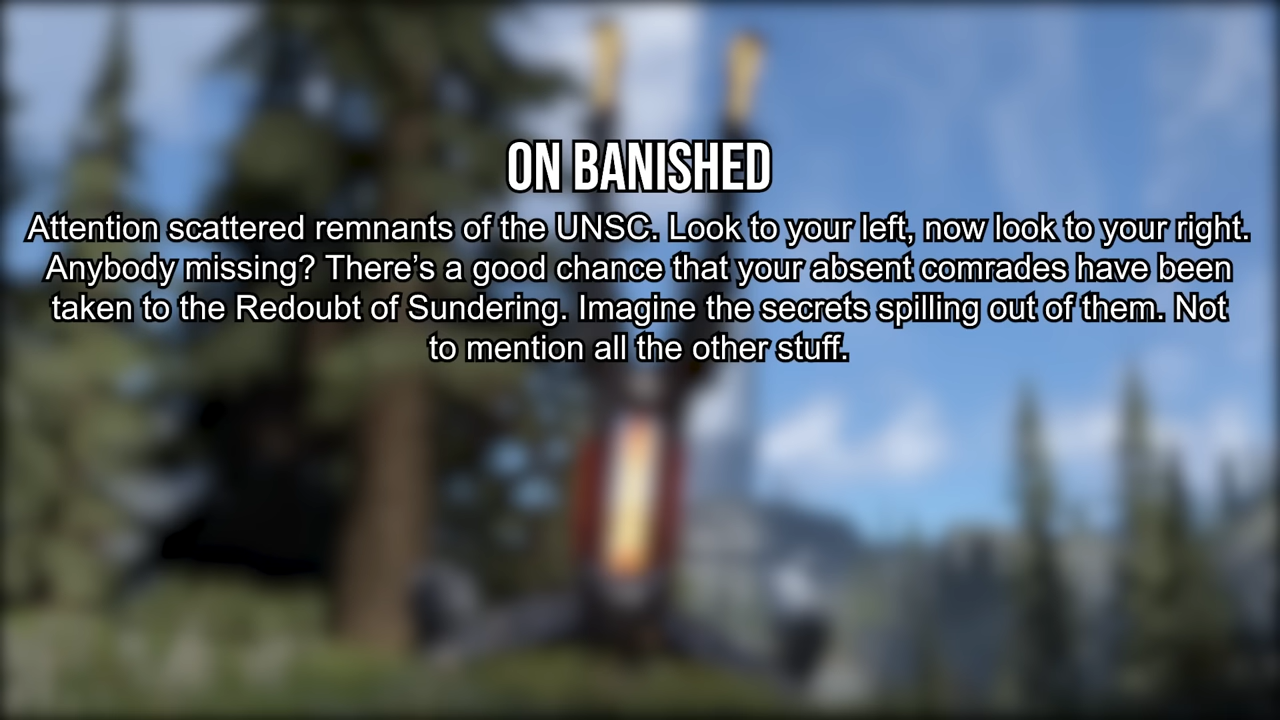 ON BANISHED
Attention scattered remnants of the UNSC. Look to your left, now look to your right.
Anybody missing? There’s a good chance that your absent comrades have been
taken to the Redoubt of Sundering. Imagine the secrets spilling out of them. Not
to mention all the other stuff.